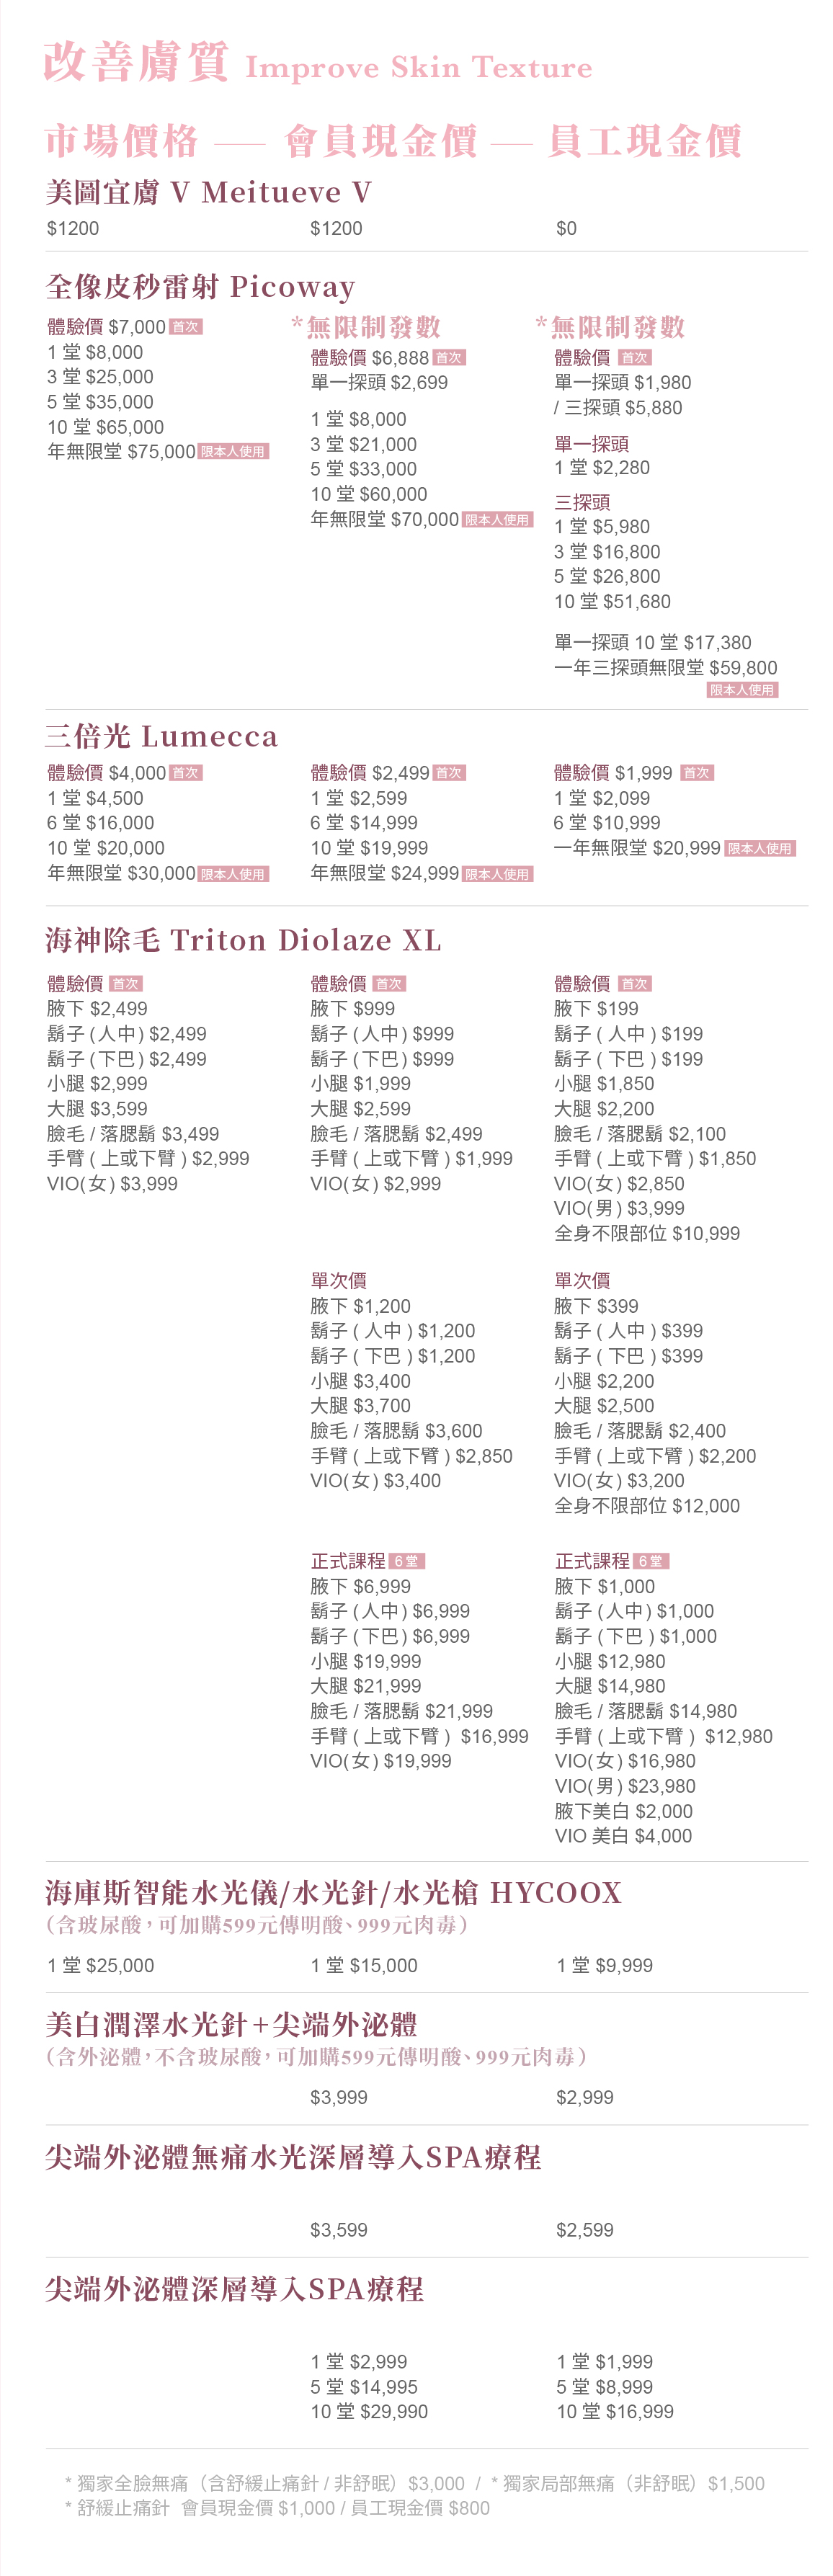 改善膚質 Improve Skin Texture
市場價格 — 會員現金價 — 員工現金價
美圖宜膚 V Meitueve V
$1200 $1200 $0
全像皮秒雷射 Picoway
體驗價 $7,000 首次
1 堂 $8,000
3 堂 $25,000
5 堂 $35,000
10 堂 $65,000
年無限堂 $75,000 限本人使用
*無限制發數
體驗價 $6,888 首次
單一探頭 $2,699
1 堂 $8,000
3 堂 $21,000
5 堂 $33,000
10 堂 $60,000
年無限堂 $70,000 限本人使用
*無限制發數
體驗價 首次
單一探頭 $1,980
/ 三探頭 $5,880
單一探頭
1 堂 $2,280
三探頭
1 堂 $5,980
3 堂 $16,800
5 堂 $26,800
10 堂 $51,680
單一探頭 10 堂 $17,380
一年三探頭無限堂 $59,800
限本人使用
三倍光 Lumecca
體驗價 $4,000 首次
1 堂 $4,500
6 堂 $16,000
10 堂 $20,000
年無限堂 $30,000 限本人使用
體驗價 $2,499 首次
1 堂 $2,599
6 堂 $14,999
10 堂 $19,999
年無限堂 $24,999 限本人使用
體驗價 $1,999 首次
1 堂 $2,099
6 堂 $10,999
一年無限堂 $20,999 限本人使用
海神除毛 Triton Diolaze XL
體驗價 首次
腋下 $2,499
鬍子 (人中) $2,499
鬍子 (下巴) $2,499
小腿 $2,999
大腿 $3,599
臉毛 / 落腮鬍 $3,499
手臂 ( 上或下臂 ) $2,999
VIO(女) $3,999
體驗價 首次
腋下 $999
鬍子 (人中) $999
鬍子 (下巴) $999
小腿 $1,999
大腿 $2,599
臉毛 / 落腮鬍 $2,499
手臂 ( 上或下臂 ) $1,999
VIO(女) $2,999
體驗價 首次
腋下 $199
鬍子 ( 人中 ) $199
鬍子 ( 下巴 ) $199
小腿 $1,850
大腿 $2,200
臉毛 / 落腮鬍 $2,100
手臂 ( 上或下臂 ) $1,850
VIO(女) $2,850
VIO(男) $3,999
全身不限部位 $10,999
單次價
腋下 $1,200
鬍子 ( 人中 ) $1,200
鬍子 ( 下巴 ) $1,200
小腿 $3,400
大腿 $3,700
臉毛 / 落腮鬍 $3,600
手臂 ( 上或下臂 ) $2,850
VIO(女) $3,400
單次價
腋下 $399
鬍子 ( 人中 ) $399
鬍子 ( 下巴 ) $399
小腿 $2,200
大腿 $2,500
臉毛 / 落腮鬍 $2,400
手臂 ( 上或下臂 ) $2,200
VIO(女) $3,200
全身不限部位 $12,000
正式課程 6 堂
腋下 $6,999
鬍子 (人中) $6,999
鬍子 (下巴) $6,999
小腿 $19,999
大腿 $21,999
臉毛 / 落腮鬍 $21,999
手臂 ( 上或下臂 ) $16,999
VIO(女) $19,999
正式課程 6 堂
腋下 $1,000
鬍子 (人中) $1,000
鬍子 (下巴 ) $1,000
小腿 $12,980
大腿 $14,980
臉毛 / 落腮鬍 $14,980
手臂 ( 上或下臂 ) $12,980
VIO(女) $16,980
VIO(男) $23,980
腋下美白 $2,000
VIO 美白 $4,000
海庫斯智能水光儀/水光針/水光槍 HYCOOX
（含玻尿酸，可加購599元傳明酸、999元肉毒）
1 堂 $25,000 1 堂 $15,000 1 堂 $9,999
美白潤澤水光針+尖端外泌體
（含外泌體，不含玻尿酸，可加購599元傳明酸、999元肉毒）
$3,999 $2,999
尖端外泌體無痛水光深層導入SPA療程
$3,599 $2,599
尖端外泌體深層導入SPA療程
1 堂 $2,999
5 堂 $14,995
10 堂 $29,990
1 堂 $1,999
5 堂 $8,999
10 堂 $16,999
* 獨家全臉無痛（含舒緩止痛針 / 非舒眠）$3,000 / * 獨家局部無痛（非舒眠）$1,500
* 舒緩止痛針 會員現金價 $1,000 / 員工現金價 $800